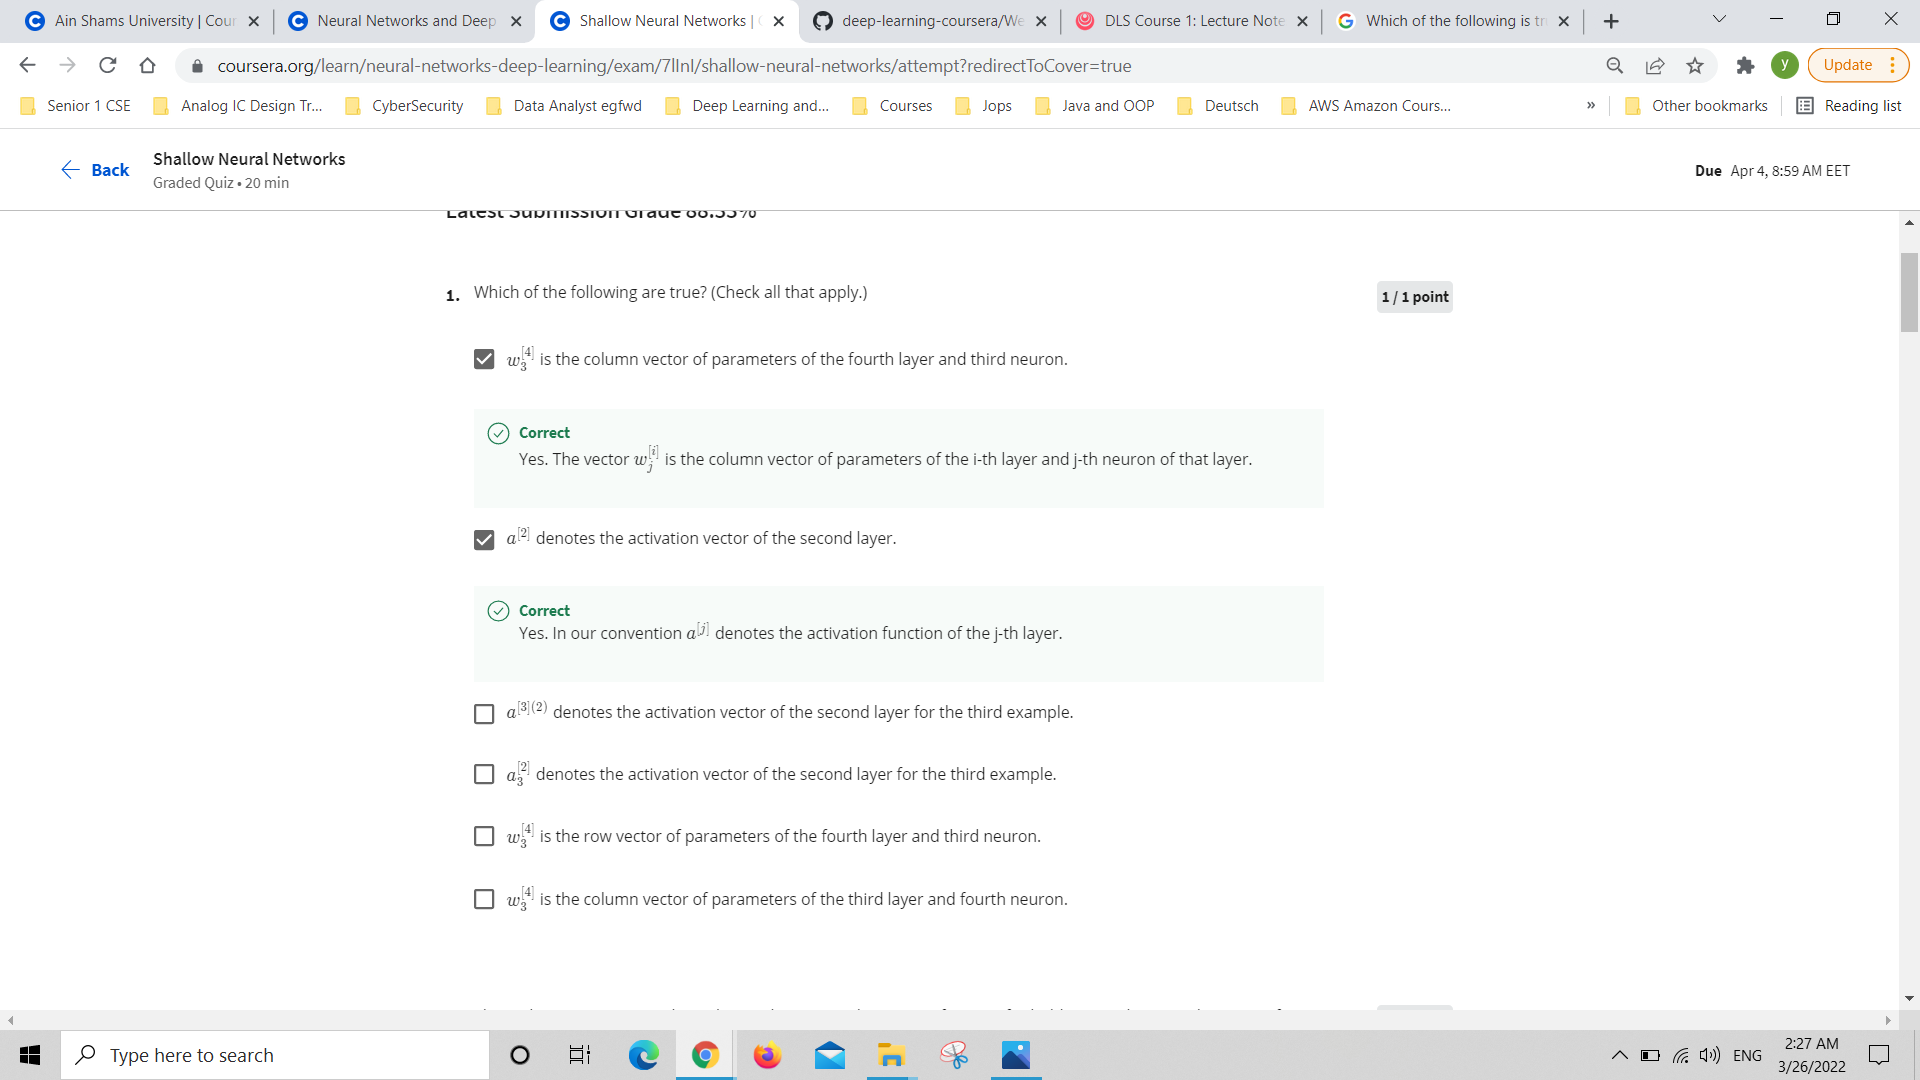 Ain Shams University | Cour
Neural Networks and Deep
Shallow Neural Networks |
deep-learning-coursera/We
DLS Course 1: Lecture Note
Which of the following is tr
coursera.org/learn/neural-networks-deep-learning/exam/7lInI/shallow-neural-networks/attempt?redirectToCover=true
y
Update
Senior 1 CSE
Analog IC Design Tr...
CyberSecurity
Data Analyst egfwd
Deep Learning and...
Courses
Jops
Java and OOP
Deutsch
AWS Amazon Cours...
»
Other bookmarks
Reading list
Back
Shallow Neural Networks
Graded Quiz • 20 min
Due Apr 4, 8:59 AM EET
Latest Submission Grade 88.33%
1. Which of the following are true? (Check all that apply.)
1 / 1 point
w₃^[4] is the column vector of parameters of the fourth layer and third neuron.
Correct
Yes. The vector w_j^[i] is the column vector of parameters of the i-th layer and j-th neuron of that layer.
a^[2] denotes the activation vector of the second layer.
Correct
Yes. In our convention a^[j] denotes the activation function of the j-th layer.
a^[3](2) denotes the activation vector of the second layer for the third example.
a₃^[2] denotes the activation vector of the second layer for the third example.
w₃^[4] is the row vector of parameters of the fourth layer and third neuron.
w₃^[4] is the column vector of parameters of the third layer and fourth neuron.
Type here to search
ENG
2:27 AM
3/26/2022